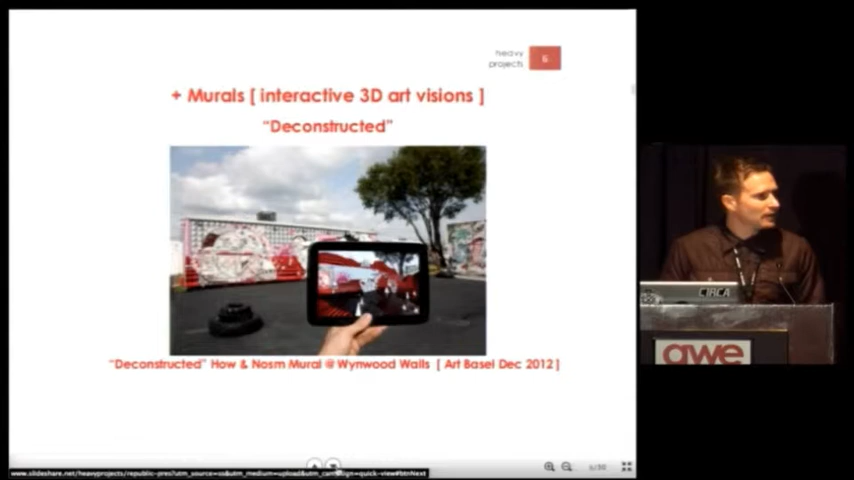 heavy
projects
6
+ Murals [ interactive 3D art visions ]
"Deconstructed"
"Deconstructed" How & Nosm Mural @ Wynwood Walls [ Art Basel Dec 2012 ]
CIRCA
awe